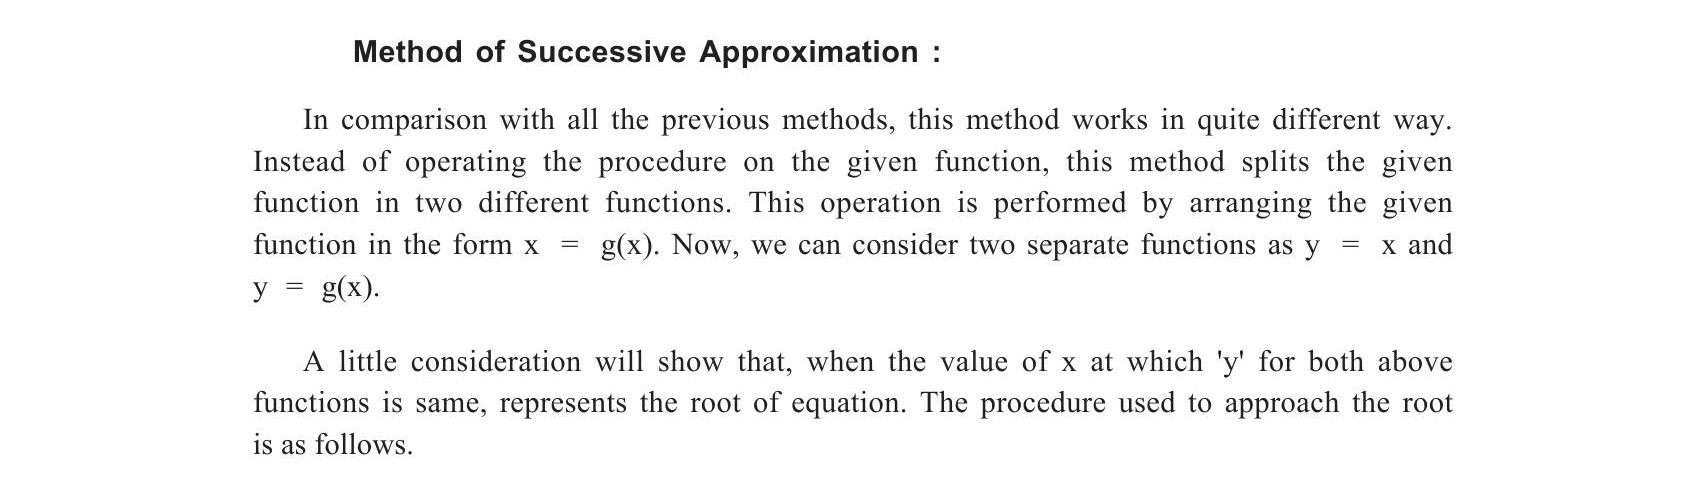 Method of Successive Approximation :
In comparison with all the previous methods, this method works in quite different way.
Instead of operating the procedure on the given function, this method splits the given
function in two different functions. This operation is performed by arranging the given
function in the form x = g(x). Now, we can consider two separate functions as y = x and
y = g(x).
A little consideration will show that, when the value of x at which 'y' for both above
functions is same, represents the root of equation. The procedure used to approach the root
is as follows.